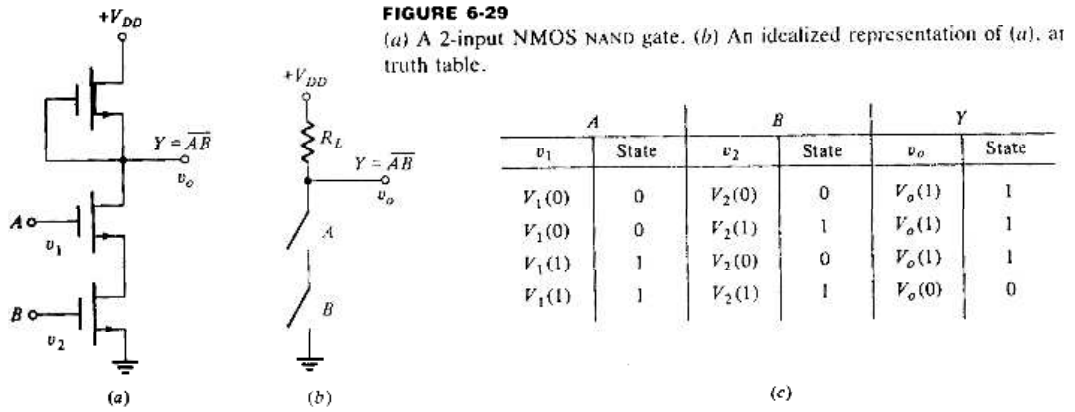 FIGURE 6-29
(a) A 2-input NMOS NAND gate. (b) An idealized representation of (a),
truth table.
+V_DD
Y = \overline{AB}
v_o
A
v_1
B
v_2
(a)
+V_DD
R_L
Y = \overline{AB}
v_o
A
B
(b)
A B Y
v_1 State v_2 State v_o State
V_1(0) 0 V_2(0) 0 V_o(1) 1
V_1(0) 0 V_2(1) 1 V_o(1) 1
V_1(1) 1 V_2(0) 0 V_o(1) 1
V_1(1) 1 V_2(1) 1 V_o(0) 0
(c)